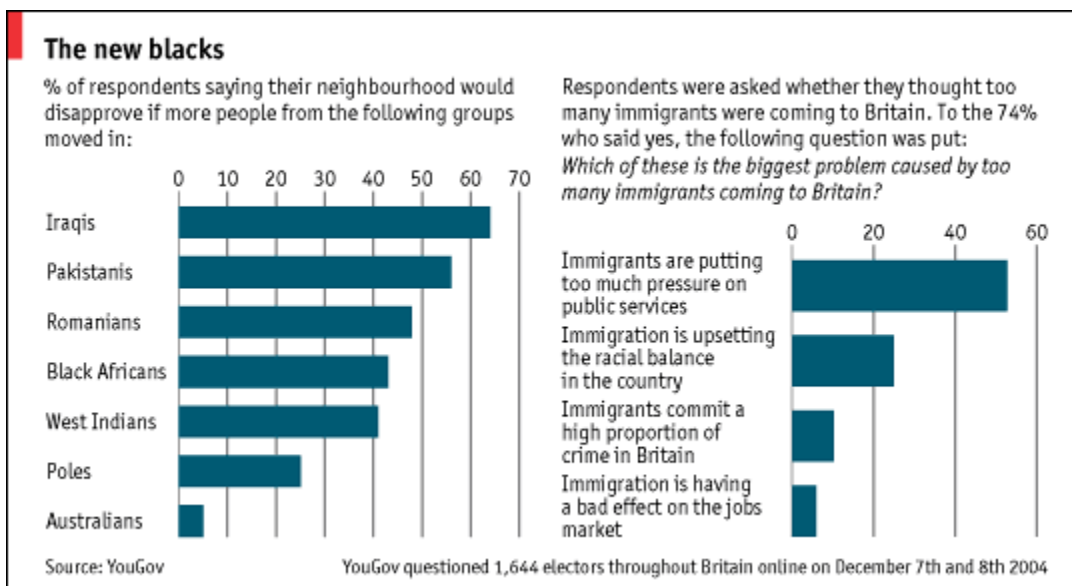 The new blacks
% of respondents saying their neighbourhood would
disapprove if more people from the following groups
moved in:
0 10 20 30 40 50 60 70
Iraqis
Pakistanis
Romanians
Black Africans
West Indians
Poles
Australians
Respondents were asked whether they thought too
many immigrants were coming to Britain. To the 74%
who said yes, the following question was put:
Which of these is the biggest problem caused by too
many immigrants coming to Britain?
0 20 40 60
Immigrants are putting
too much pressure on
public services
Immigration is upsetting
the racial balance
in the country
Immigrants commit a
high proportion of
crime in Britain
Immigration is having
a bad effect on the jobs
market
Source: YouGov
YouGov questioned 1,644 electors throughout Britain online on December 7th and 8th 2004